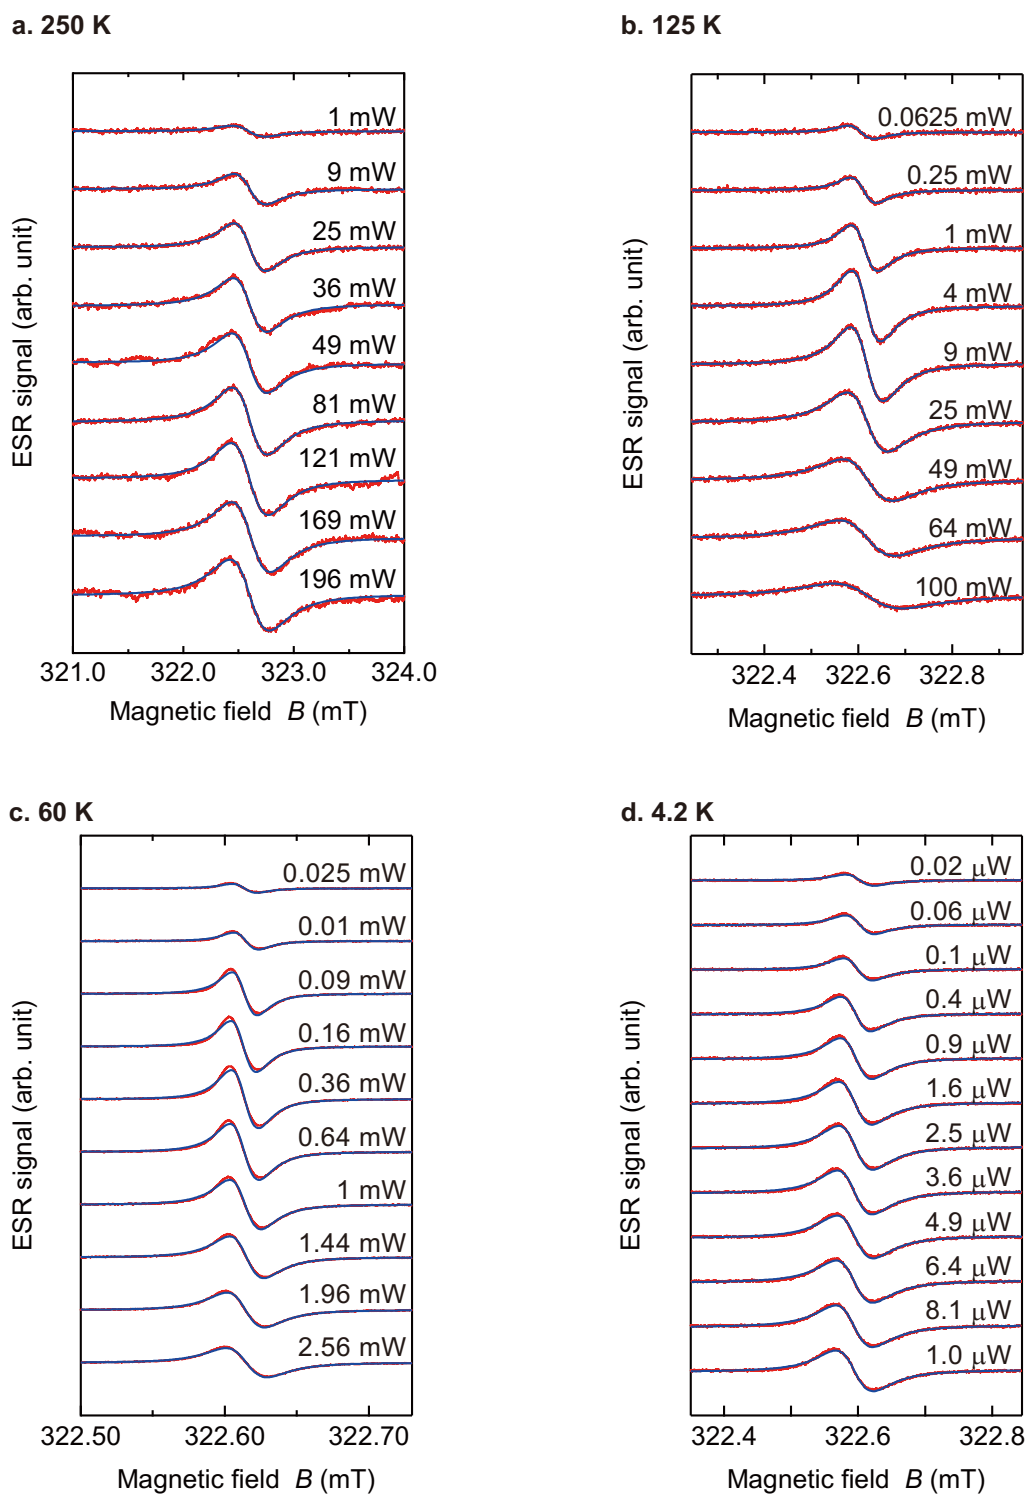 a. 250 K
1 mW
9 mW
25 mW
36 mW
49 mW
81 mW
121 mW
169 mW
196 mW
ESR signal (arb. unit)
321.0 322.0 323.0 324.0
Magnetic field B (mT)
b. 125 K
0.0625 mW
0.25 mW
1 mW
4 mW
9 mW
25 mW
49 mW
64 mW
100 mW
ESR signal (arb. unit)
322.4 322.6 322.8
Magnetic field B (mT)
c. 60 K
0.025 mW
0.01 mW
0.09 mW
0.16 mW
0.36 mW
0.64 mW
1 mW
1.44 mW
1.96 mW
2.56 mW
ESR signal (arb. unit)
322.50 322.60 322.70
Magnetic field B (mT)
d. 4.2 K
0.02 μW
0.06 μW
0.1 μW
0.4 μW
0.9 μW
1.6 μW
2.5 μW
3.6 μW
4.9 μW
6.4 μW
8.1 μW
1.0 μW
ESR signal (arb. unit)
322.4 322.6 322.8
Magnetic field B (mT)